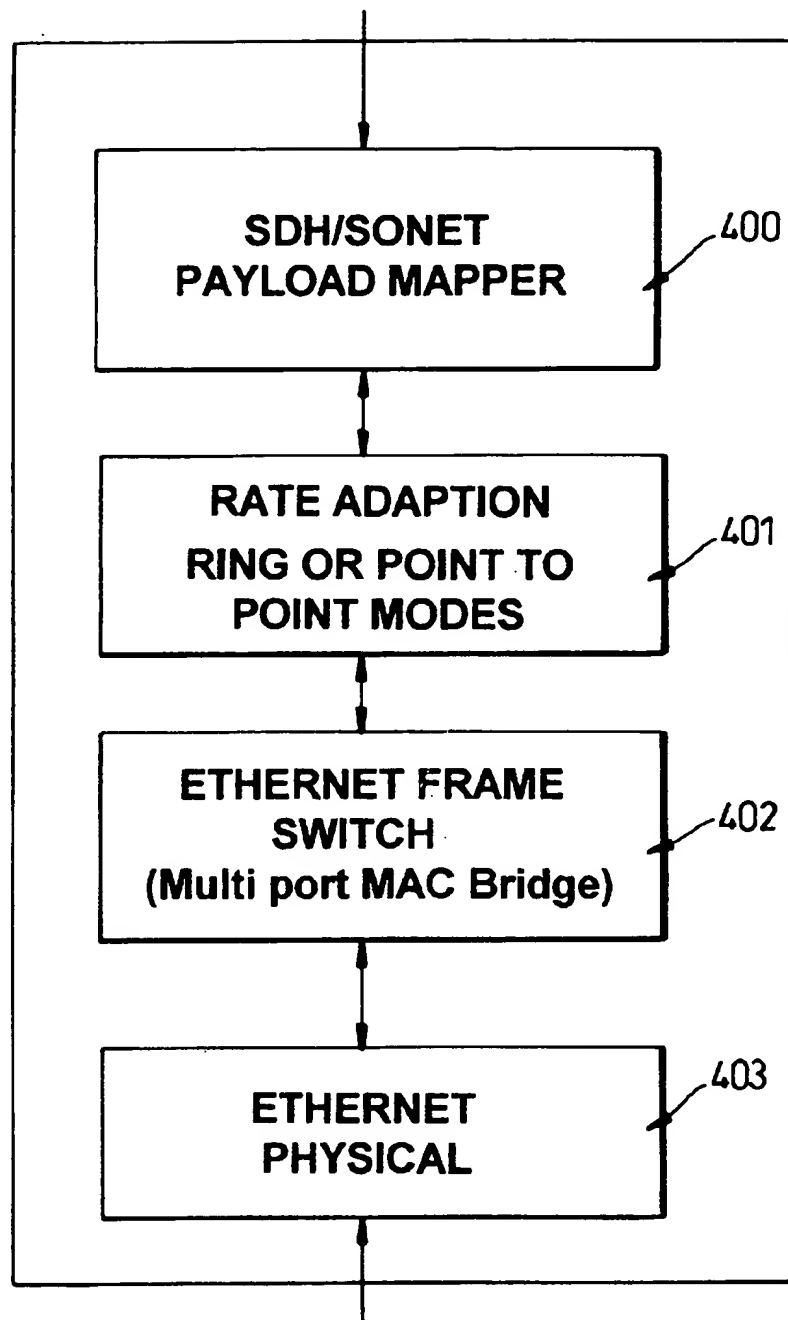 SDH/SONET
PAYLOAD MAPPER
400
RATE ADAPTION
RING OR POINT TO
POINT MODES
401
ETHERNET FRAME
SWITCH
(Multi port MAC Bridge)
402
ETHERNET
PHYSICAL
403